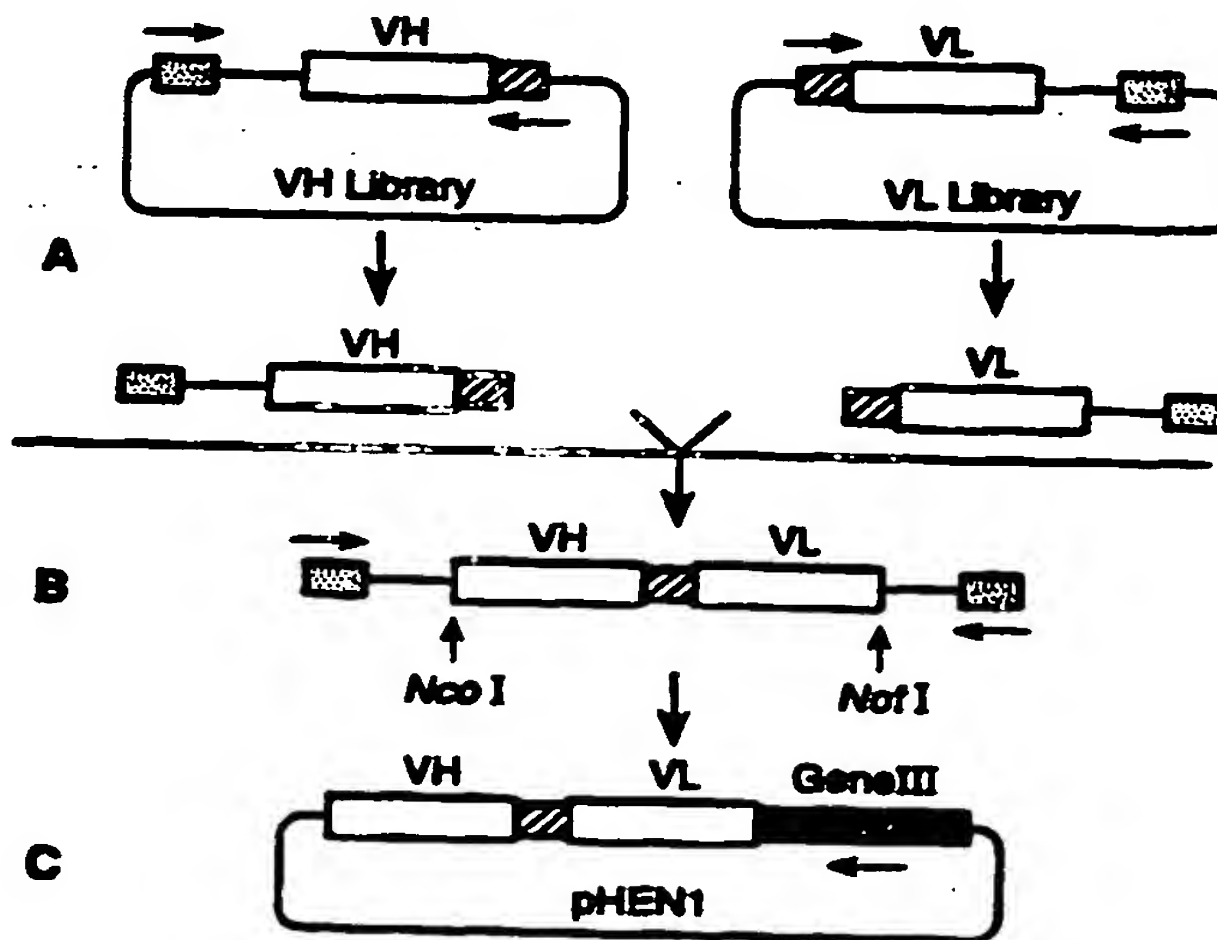 VH
VL
VH Library
VL Library
A
VH
VL
B
VH
VL
Nco I
Not I
C
VH
VL
GeneIII
pHEN1